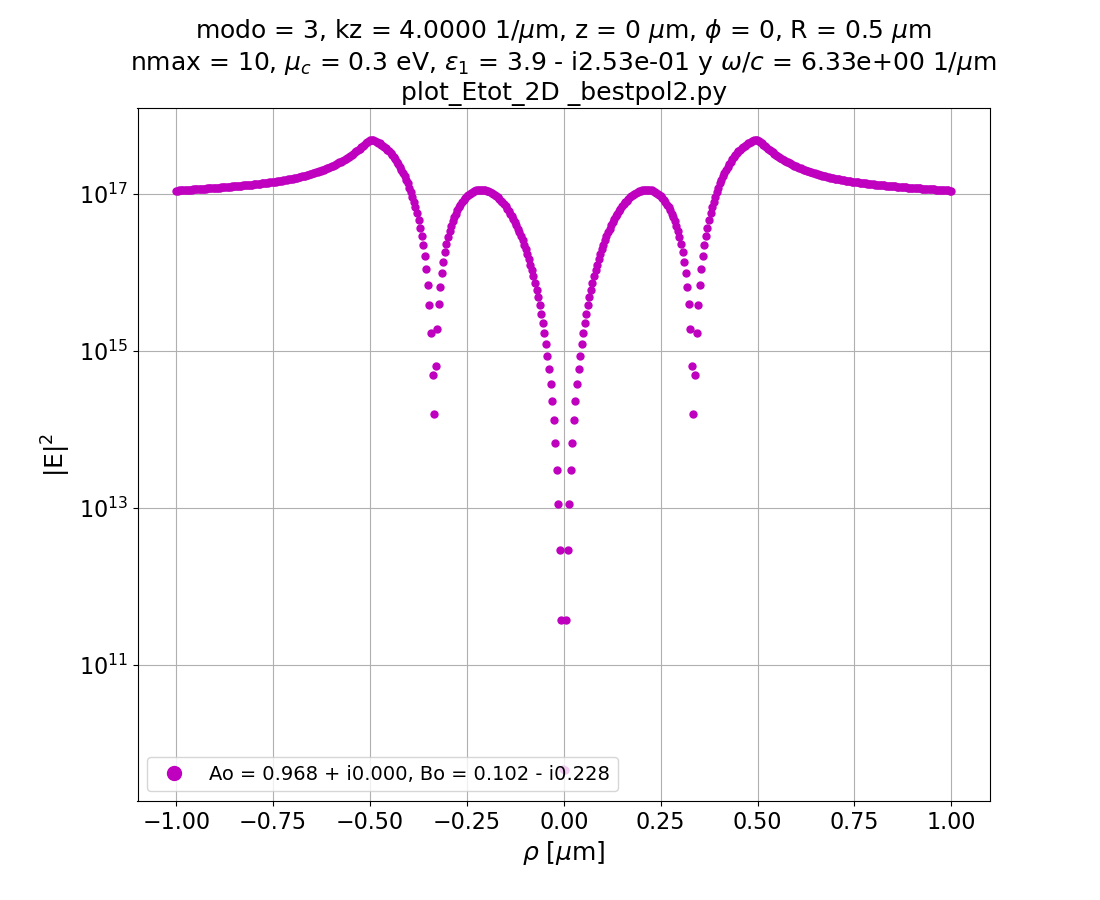 modo = 3, kz = 4.0000 1/μm, z = 0 μm, ϕ = 0, R = 0.5 μm
nmax = 10, μc = 0.3 eV, ε1 = 3.9 - i2.53e-01 y ω/c = 6.33e+00 1/μm
plot_Etot_2D _bestpol2.py
10^17
10^15
10^13
10^11
|E|^2
Ao = 0.968 + i0.000, Bo = 0.102 - i0.228
−1.00 −0.75 −0.50 −0.25 0.00 0.25 0.50 0.75 1.00
ρ [μm]